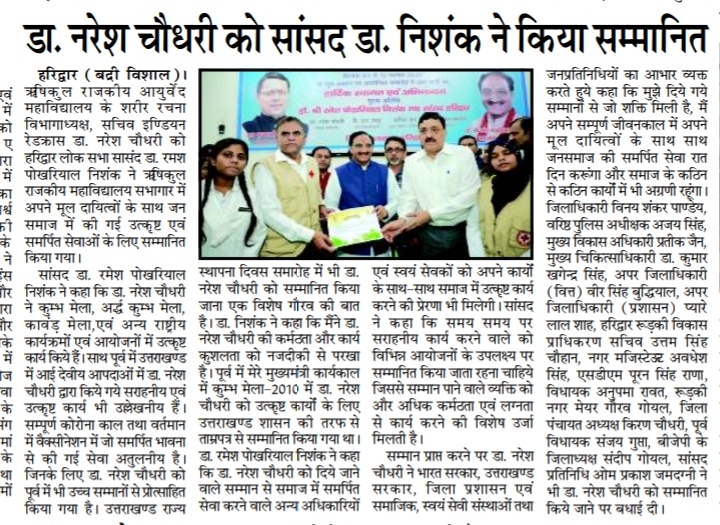 डा. नरेश चौधरी को सांसद डा. निशंक ने किया सम्मानित
हरिद्वार (बद्री विशाल)।
ऋषिकुल राजकीय आयुर्वेद
महाविद्यालय के शरीर रचना
विभागाध्यक्ष, सचिव इण्डियन
रेडक्रास डा. नरेश चौधरी को
हरिद्वार लोक सभा सासंद डा. रमश
पोखरियाल निशंक ने ऋषिकुल
राजकीय महाविद्यालय सभागार में
अपने मूल दायित्वों के साथ जन
समाज में की गई उत्कृष्ट एवं
समर्पित सेवाओं के लिए सम्मानित
किया गया।
सांसद डा. रमेश पोखरियाल
निशंक ने कहा कि डा. नरेश चौधरी
ने कुम्भ मेला, अर्द्ध कुम्भ मेला,
कावड़ मेला,एवं अन्य राष्ट्रीय
कार्यक्रमों एवं आयोजनों में उत्कृष्ट
कार्य किये हैं। साथ पूर्व में उत्तराखण्ड
में आई देवीय आपदाओं में डा. नरेश
चौधरी द्वारा किये गये सराहनीय एवं
उत्कृष्ट कार्य भी उल्लेखनीय हैं।
सम्पूर्ण कोरोना काल तथा वर्तमान
में वैक्सीनेशन में जो समर्पित भावना
से की गई सेवा अतुलनीय है।
जिनके लिए डा. नरेश चौधरी को
पूर्व में भी उच्च सम्मानों से प्रोत्साहित
किया गया है। उत्तराखण्ड राज्य
हार्दिक स्वागत एवं अभिनन्दन
डॉ. श्री रमेश पोखरियाल निशंक
सांसद हरिद्वार
स्थापना दिवस समारोह में भी डा.
नरेश चौधरी को सम्मानित किया
जाना एक विशेष गौरव की बात
है। डा. निशंक ने कहा कि मैंने डा.
नरेश चौधरी की कर्मठता और कार्य
कुशलता को नजदीकी से परखा
है। पूर्व में मेरे मुख्यमंत्री कार्यकाल
में कुम्भ मेला-2010 में डा. नरेश
चौधरी को उत्कृष्ट कार्यों के लिए
उत्तराखण्ड शासन की तरफ से
ताम्रपत्र से सम्मानित किया गया था।
डा. रमेश पोखरियाल निशंक ने कहा
कि डा. नरेश चौधरी को दिये जाने
वाले सम्मान से समाज में समर्पित
सेवा करने वाले अन्य अधिकारियों
एवं स्वयं सेवकों को अपने कार्यो
के साथ-साथ समाज में उत्कृष्ट कार्य
करने की प्रेरणा भी मिलेगी। सांसद
ने कहा कि समय समय पर
सराहनीय कार्य करने वाले को
विभिन्न आयोजनों के उपलक्ष्य पर
सम्मानित किया जाता रहना चाहिये
जिससे सम्मान पाने वाले व्यक्ति को
और अधिक कर्मठता एवं लग्नता
से कार्य करने की विशेष उर्जा
मिलती है।
सम्मान प्राप्त करने पर डा. नरेश
चौधरी ने भारत सरकार, उत्तराखण्ड
सरकार, जिला प्रशासन एवं
सामाजिक, स्वयं सेवी संस्थाओं तथा
जनप्रतिनिधियों का आभार व्यक्त
करते हुये कहा कि मुझे दिये गये
सम्मानों से जो शक्ति मिली है, मैं
अपने सम्पूर्ण जीवनकाल में अपने
मूल दायित्वों के साथ साथ
जनसमाज की समर्पित सेवा रात
दिन करूंगा और समाज के कठिन
से कठिन कार्यों में भी अग्रणी रहूंगा।
जिलाधिकारी विनय शंकर पाण्डेय,
वरिष्ठ पुलिस अधीक्षक अजय सिंह,
मुख्य विकास अधिकारी प्रतीक जैन,
मुख्य चिकित्साधिकारी डा. कुमार
खगेन्द्र सिंह, अपर जिलाधिकारी
(वित्त) वीर सिंह बुद्धियाल, अपर
जिलाधिकारी (प्रशासन) प्यारे
लाल शाह, हरिद्वार रूड़की विकास
प्राधिकरण सचिव उत्तम सिंह
चौहान, नगर मजिस्टेअट अवधेश
सिंह, एसडीएम पूरन सिंह राणा,
विधायक अनुपमा रावत, रूड़की
नगर मेयर गौरव गोयल, जिला
पंचायत अध्यक्ष किरण चौधरी, पूर्व
विधायक संजय गुप्ता, बीजेपी के
जिलाध्यक्ष संदीप गोयल, सांसद
प्रतिनिधि ओम प्रकाश जमदग्नी ने
भी डा. नरेश चौधरी को सम्मानित
किये जाने पर बधाई दी।